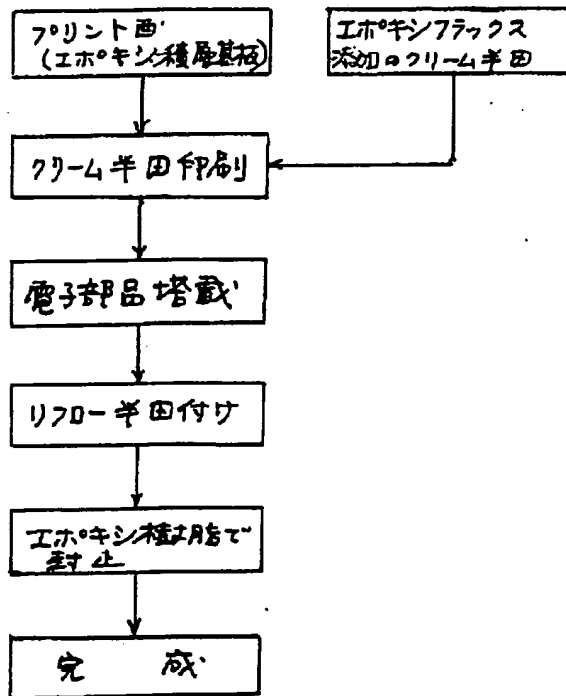 プリント配
(エポキシ積層基板)
エポキシフラックス
添加のクリーム半田
クリーム半田印刷
電子部品塔載
リフロー半田付け
エポキシ樹脂で
封止
完 成